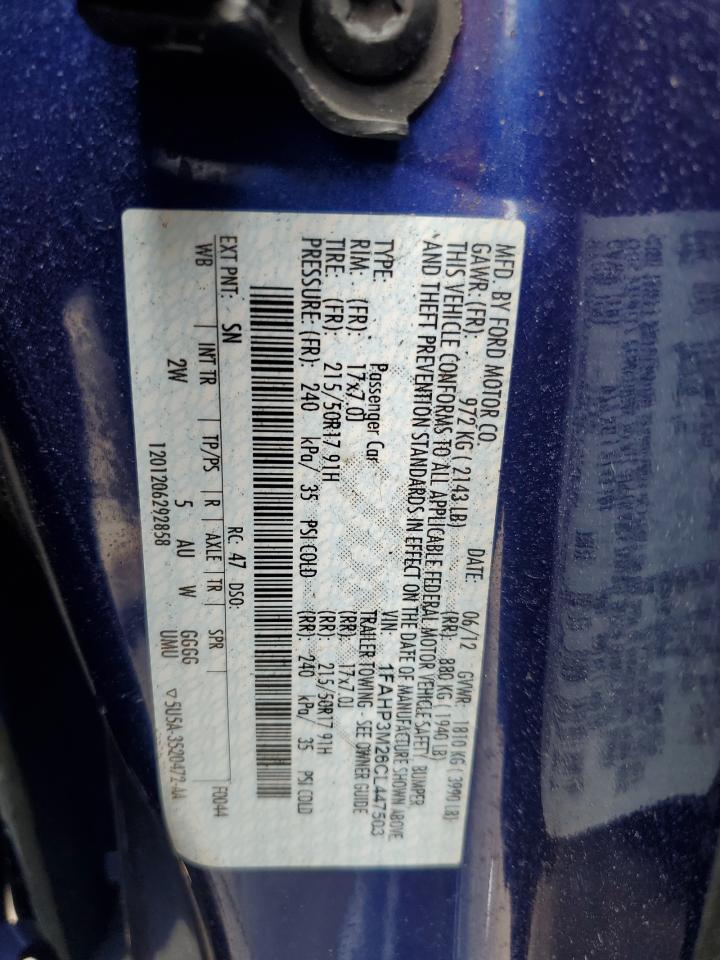 MFD. BY FORD MOTOR CO. DATE: 06/12 GVWR: 1810 KG ( 3990 LB)
GAWR: (FR): 972 KG ( 2143 LB) (RR): 880 KG ( 1940 LB)
THIS VEHICLE CONFORMS TO ALL APPLICABLE FEDERAL MOTOR VEHICLE SAFETY, BUMPER,
AND THEFT PREVENTION STANDARDS IN EFFECT ON THE DATE OF MANUFACTURE SHOWN ABOVE.
VIN: 1FAHP3M26CL447503
TYPE: Passenger Car TRAILER TOWING - SEE OWNER GUIDE
RIM: (FR): 17x7.0J (RR): 17x7.0J
TIRE: (FR): 215/50R17 91H (RR): 215/50R17 91H
PRESSURE: (FR): 240 kPa/ 35 PSI COLD (RR): 240 kPa/ 35 PSI COLD
EXT PNT: SN RC: 47 DSO: F0044
WB INT TR TP/PS R AXLE TR SPR
2W 5 AU W GGGG
1201206292858 UMU ▽5U5A-3520472-AA